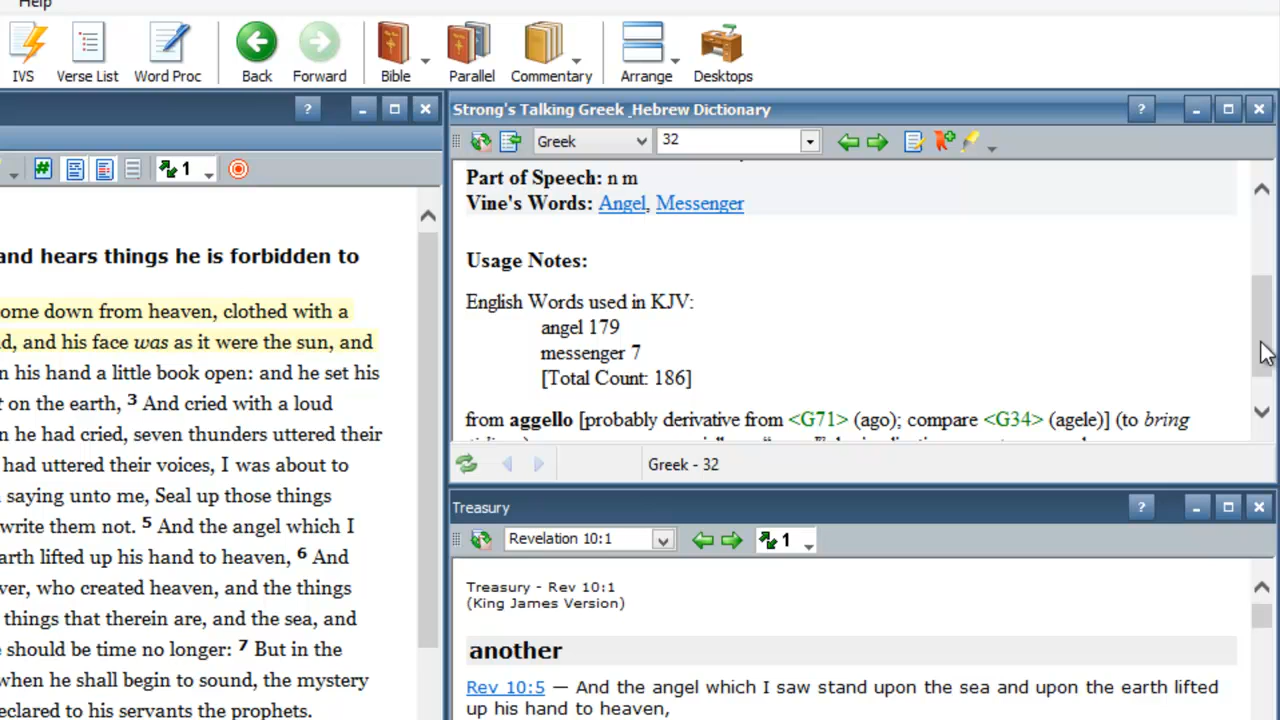 Help
IVS Verse List Word Proc Back Forward Bible Parallel Commentary Arrange Desktops
?
1
and hears things he is forbidden to
ome down from heaven, clothed with a
d, and his face was as it were the sun, and
n his hand a little book open: and he set his
t on the earth, 3 And cried with a loud
n he had cried, seven thunders uttered their
had uttered their voices, I was about to
saying unto me, Seal up those things
write them not. 5 And the angel which I
arth lifted up his hand to heaven, 6 And
ver, who created heaven, and the things
things that therein are, and the sea, and
should be time no longer: 7 But in the
when he shall begin to sound, the mystery
eclared to his servants the prophets.
Strong's Talking Greek_Hebrew Dictionary ?
Greek 32
Part of Speech: n m
Vine's Words: Angel, Messenger
Usage Notes:
English Words used in KJV:
angel 179
messenger 7
[Total Count: 186]
from aggello [probably derivative from <G71> (ago); compare <G34> (agele)] (to bring
Greek - 32
Treasury ?
Revelation 10:1 1
Treasury - Rev 10:1
(King James Version)
another
Rev 10:5 — And the angel which I saw stand upon the sea and upon the earth lifted
up his hand to heaven,